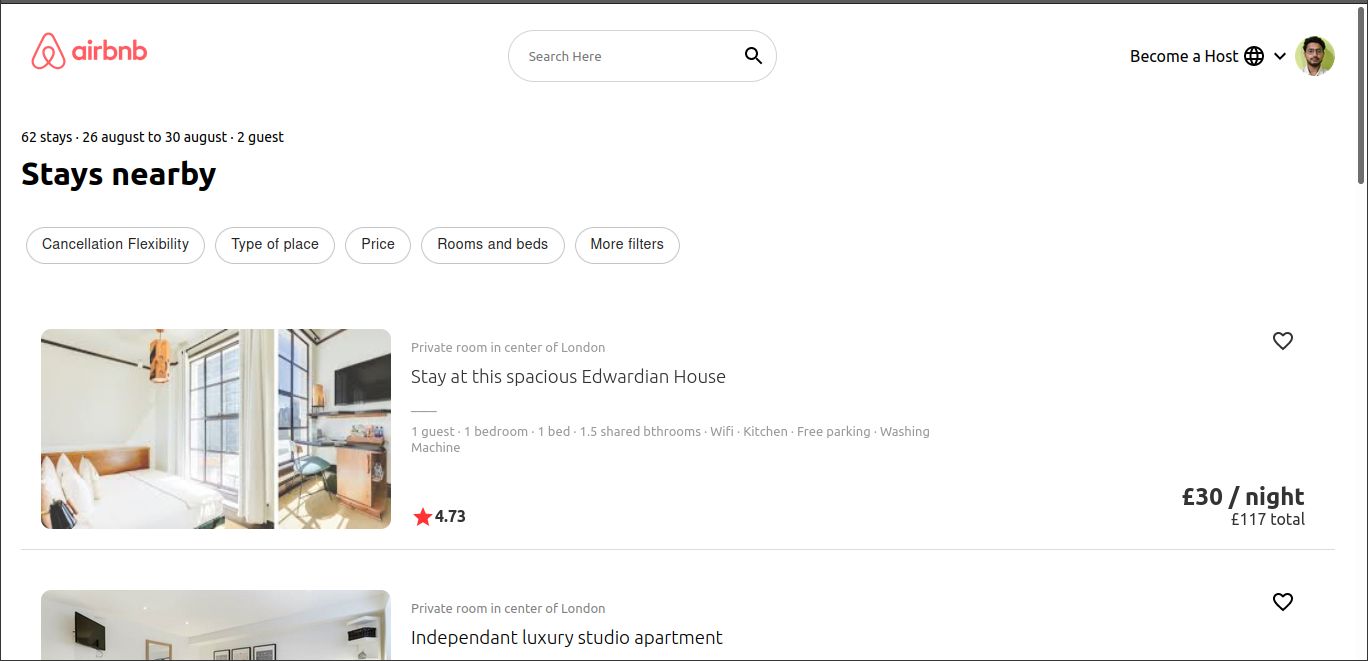 airbnb
Search Here
Become a Host
62 stays · 26 august to 30 august · 2 guest
Stays nearby
Cancellation Flexibility
Type of place
Price
Rooms and beds
More filters
Private room in center of London
Stay at this spacious Edwardian House
1 guest · 1 bedroom · 1 bed · 1.5 shared bthrooms · Wifi · Kitchen · Free parking · Washing
Machine
4.73
£30 / night
£117 total
Private room in center of London
Independant luxury studio apartment